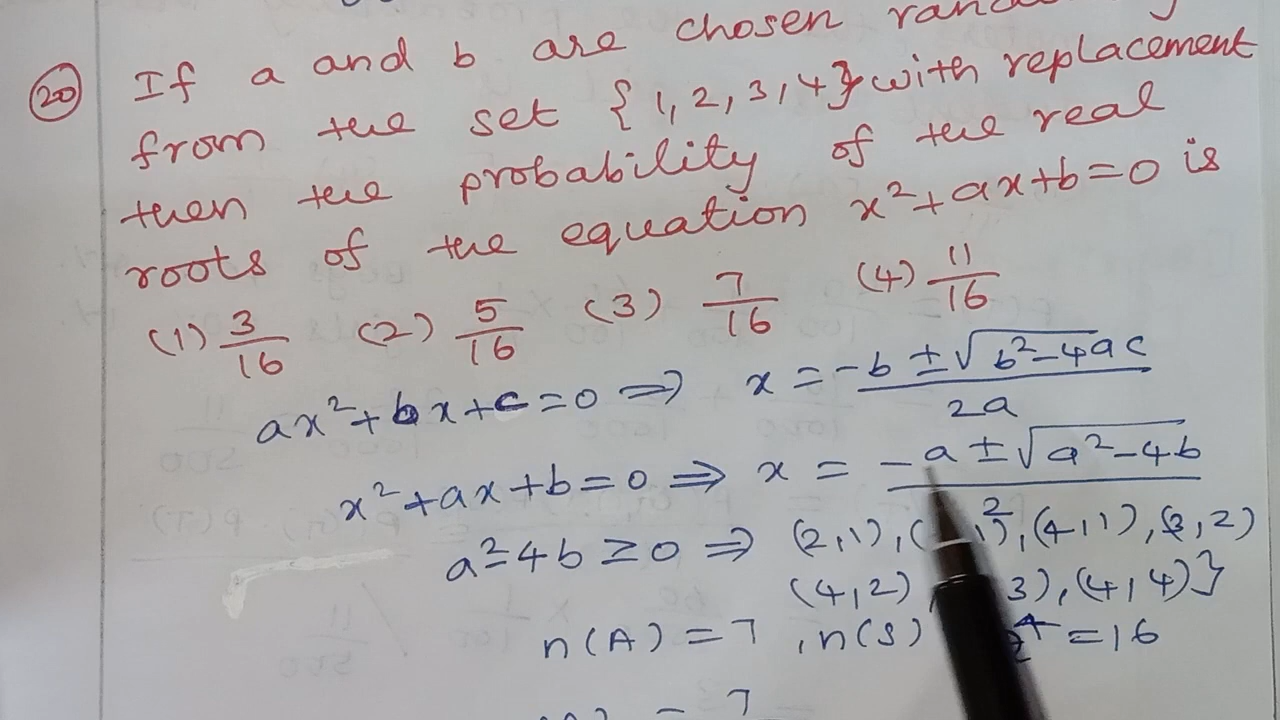 (20) If a and b are chosen
from the set {1,2,3,4} with replacement
then the probability of the real
roots of the equation x²+ax+b=0 is
(1) 3/16 (2) 5/16 (3) 7/16 (4) 11/16
ax²+bx+c=0 ⇒ x = -b ± √(b²-4ac) / 2a
x²+ax+b=0 ⇒ x = -a ± √(a²-4b) / 2
a²-4b ≥ 0 ⇒ (2,1), (4,1), (3,2)
(4,2) 3), (4,4)}
n(A) = 7, n(S) = 16
7